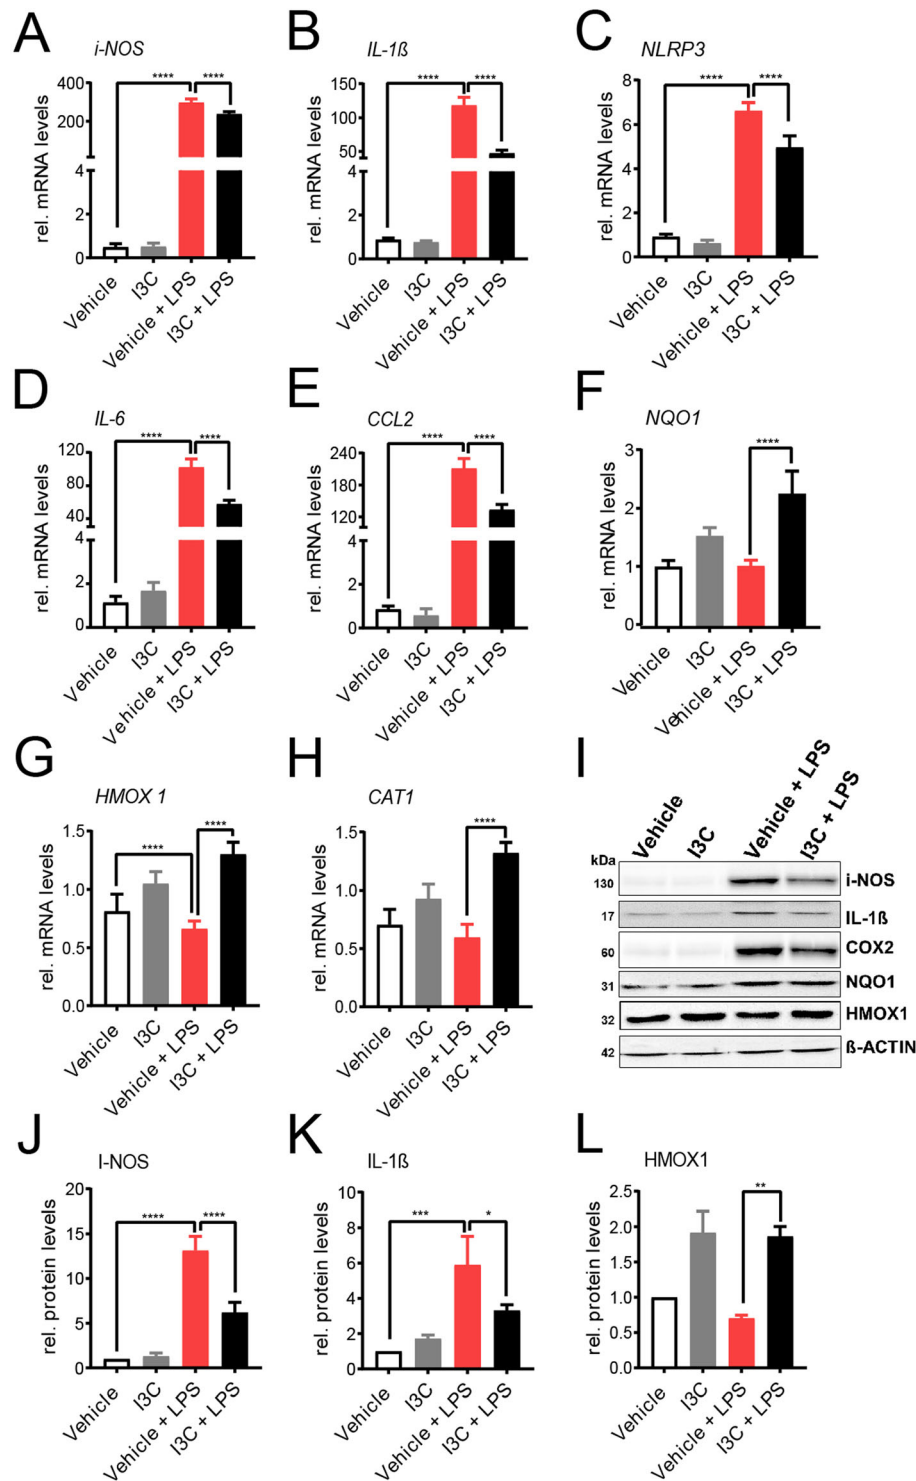 A
i-NOS
rel. mRNA levels
400
200
4
2
0
**** ****
Vehicle
I3C
Vehicle + LPS
I3C + LPS
B
IL-1ß
rel. mRNA levels
150
100
50
4
2
0
**** ****
Vehicle
I3C
Vehicle + LPS
I3C + LPS
C
NLRP3
rel. mRNA levels
8
6
4
2
0
**** ****
Vehicle
I3C
Vehicle + LPS
I3C + LPS
D
IL-6
rel. mRNA levels
120
80
40
4
2
0
**** ****
Vehicle
I3C
Vehicle + LPS
I3C + LPS
E
CCL2
rel. mRNA levels
240
180
120
4
2
0
**** ****
Vehicle
I3C
Vehicle + LPS
I3C + LPS
F
NQO1
rel. mRNA levels
3
2
1
0
****
Vehicle
I3C
Vehicle + LPS
I3C + LPS
G
HMOX 1
rel. mRNA levels
1.5
1.0
0.5
0.0
**** ****
Vehicle
I3C
Vehicle + LPS
I3C + LPS
H
CAT1
rel. mRNA levels
1.5
1.0
0.5
0.0
****
Vehicle
I3C
Vehicle + LPS
I3C + LPS
I
Vehicle
I3C
Vehicle + LPS
I3C + LPS
kDa
130 i-NOS
17 IL-1ß
60 COX2
31 NQO1
32 HMOX1
42 ß-ACTIN
J
I-NOS
rel. protein levels
20
15
10
5
0
**** ****
Vehicle
I3C
Vehicle + LPS
I3C + LPS
K
IL-1ß
rel. protein levels
10
8
6
4
2
0
*** *
Vehicle
I3C
Vehicle + LPS
I3C + LPS
L
HMOX1
rel. protein levels
2.5
2.0
1.5
1.0
0.5
0.0
**
Vehicle
I3C
Vehicle + LPS
I3C + LPS